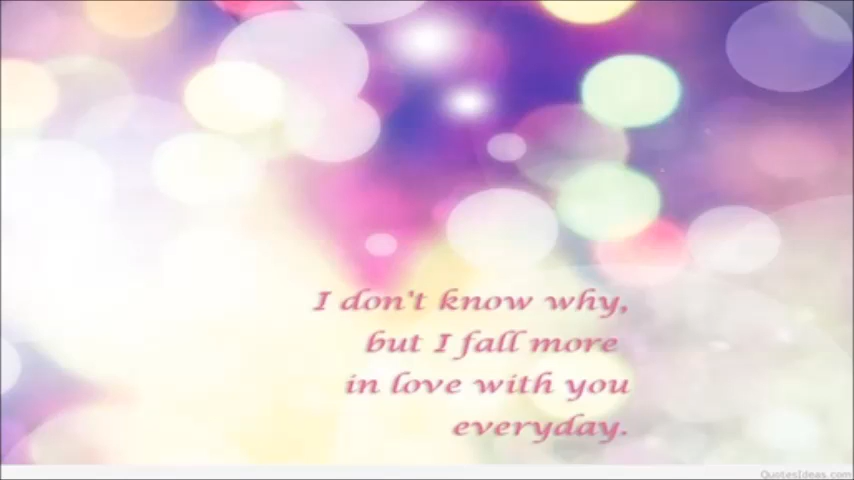 I don't know why,
but I fall more
in love with you
everyday.
QuotesIdeas.com